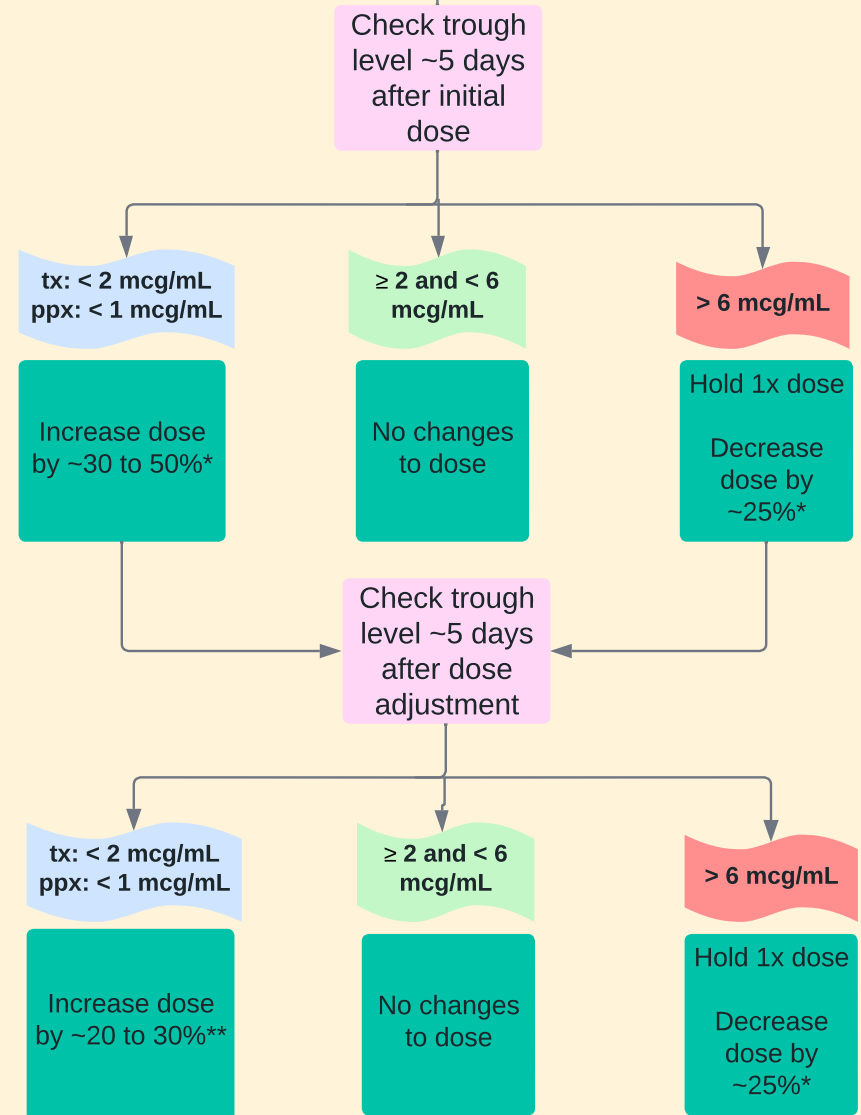 Check trough
level ~5 days
after initial
dose
tx: < 2 mcg/mL
ppx: < 1 mcg/mL
≥ 2 and < 6
mcg/mL
> 6 mcg/mL
Increase dose
by ~30 to 50%*
No changes
to dose
Hold 1x dose
Decrease
dose by
~25%*
Check trough
level ~5 days
after dose
adjustment
tx: < 2 mcg/mL
ppx: < 1 mcg/mL
≥ 2 and < 6
mcg/mL
> 6 mcg/mL
Increase dose
by ~20 to 30%**
No changes
to dose
Hold 1x dose
Decrease
dose by
~25%*